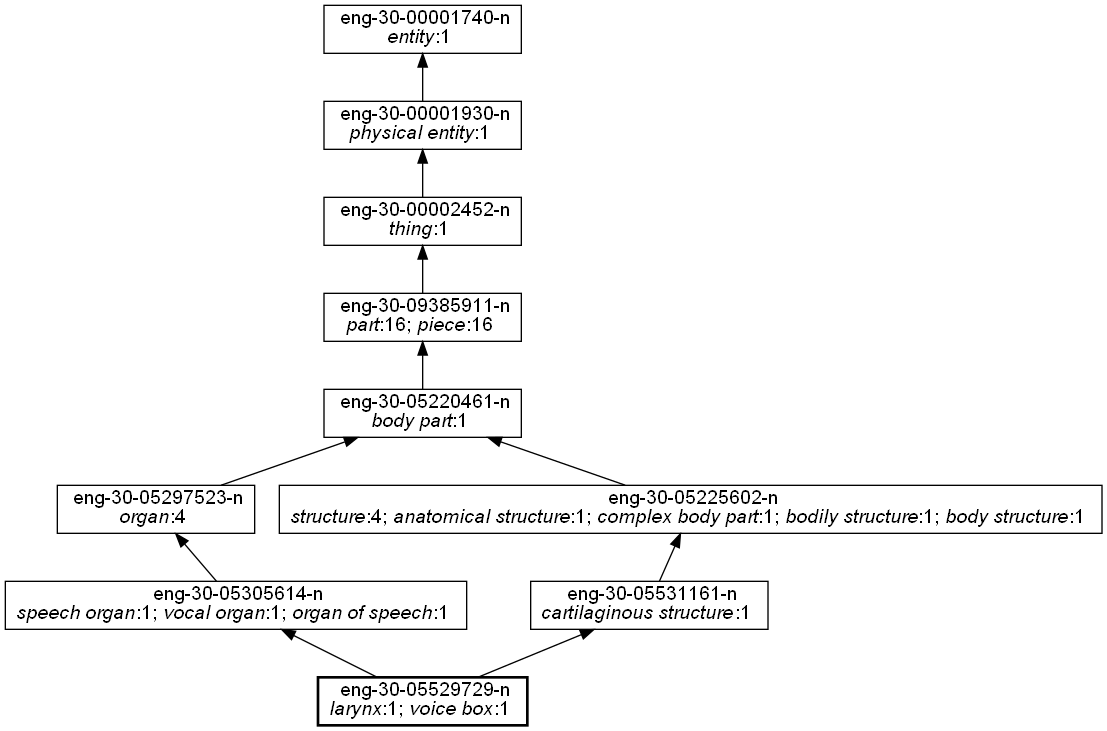 eng-30-00001740-n
entity:1
eng-30-00001930-n
physical entity:1
eng-30-00002452-n
thing:1
eng-30-09385911-n
part:16; piece:16
eng-30-05220461-n
body part:1
eng-30-05297523-n
organ:4
eng-30-05225602-n
structure:4; anatomical structure:1; complex body part:1; bodily structure:1; body structure:1
eng-30-05305614-n
speech organ:1; vocal organ:1; organ of speech:1
eng-30-05531161-n
cartilaginous structure:1
eng-30-05529729-n
larynx:1; voice box:1